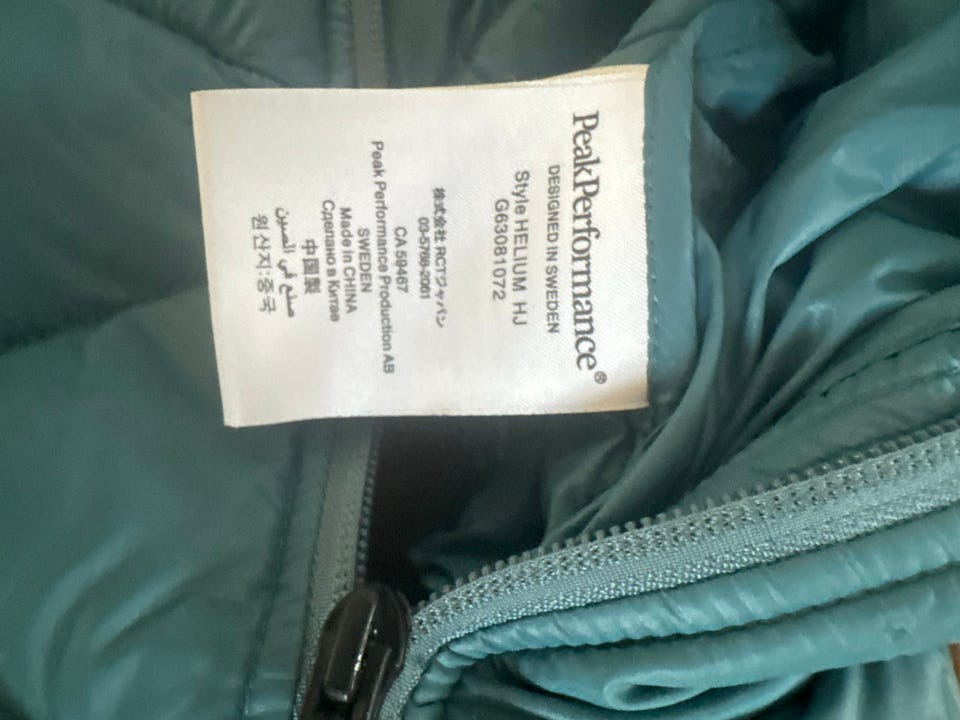 PeakPerformance®
DESIGNED IN SWEDEN
Style HELIUM HJ
G63081072
株式会社 RCTジャパン
03-5768-2061
CA 59467
Peak Performance Production AB
SWEDEN
Made in CHINA
Сделано в Китае
中国製
صنع في الصين
원산지:중국